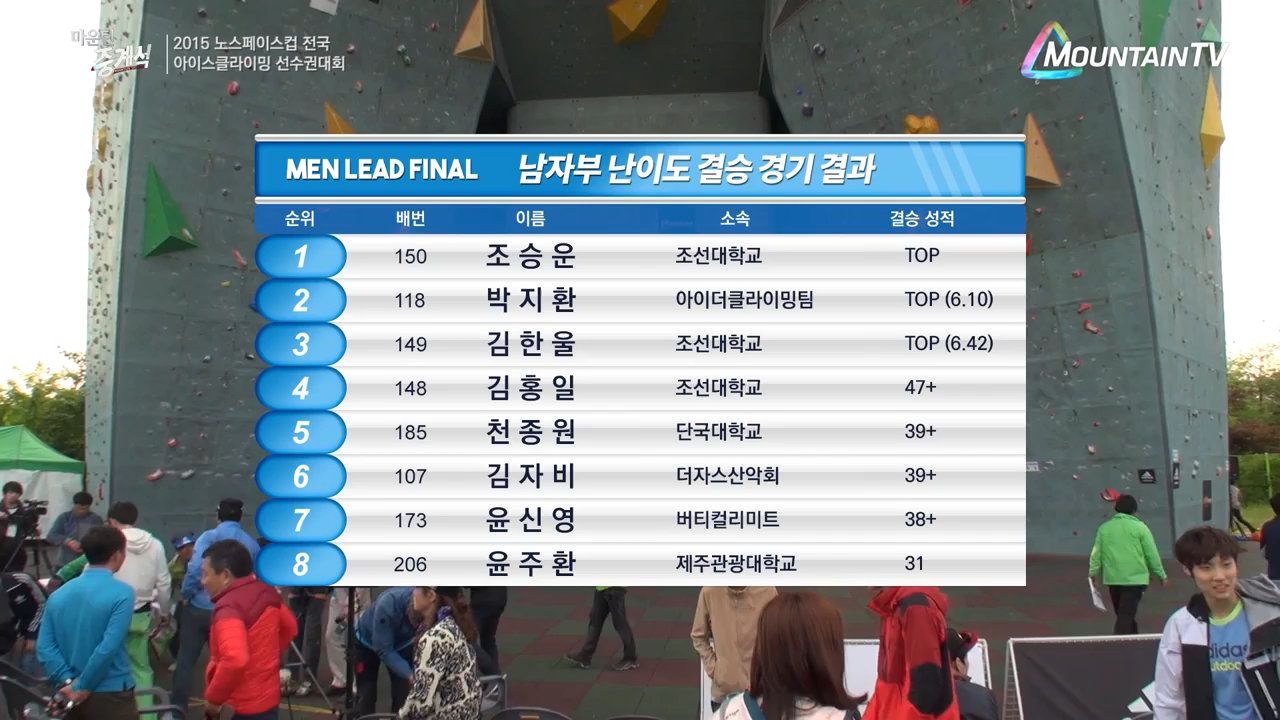 마운틴
중계석
2015 노스페이스컵 전국
아이스클라이밍 선수권대회
MOUNTAINTV
MEN LEAD FINAL 남자부 난이도 결승 경기 결과
순위 배번 이름 소속 결승 성적
1 150 조승운 조선대학교 TOP
2 118 박지환 아이더클라이밍팀 TOP (6.10)
3 149 김한울 조선대학교 TOP (6.42)
4 148 김홍일 조선대학교 47+
5 185 천종원 단국대학교 39+
6 107 김자비 더자스산악회 39+
7 173 윤신영 버티컬리미트 38+
8 206 윤주환 제주관광대학교 31
adidas
outdoor